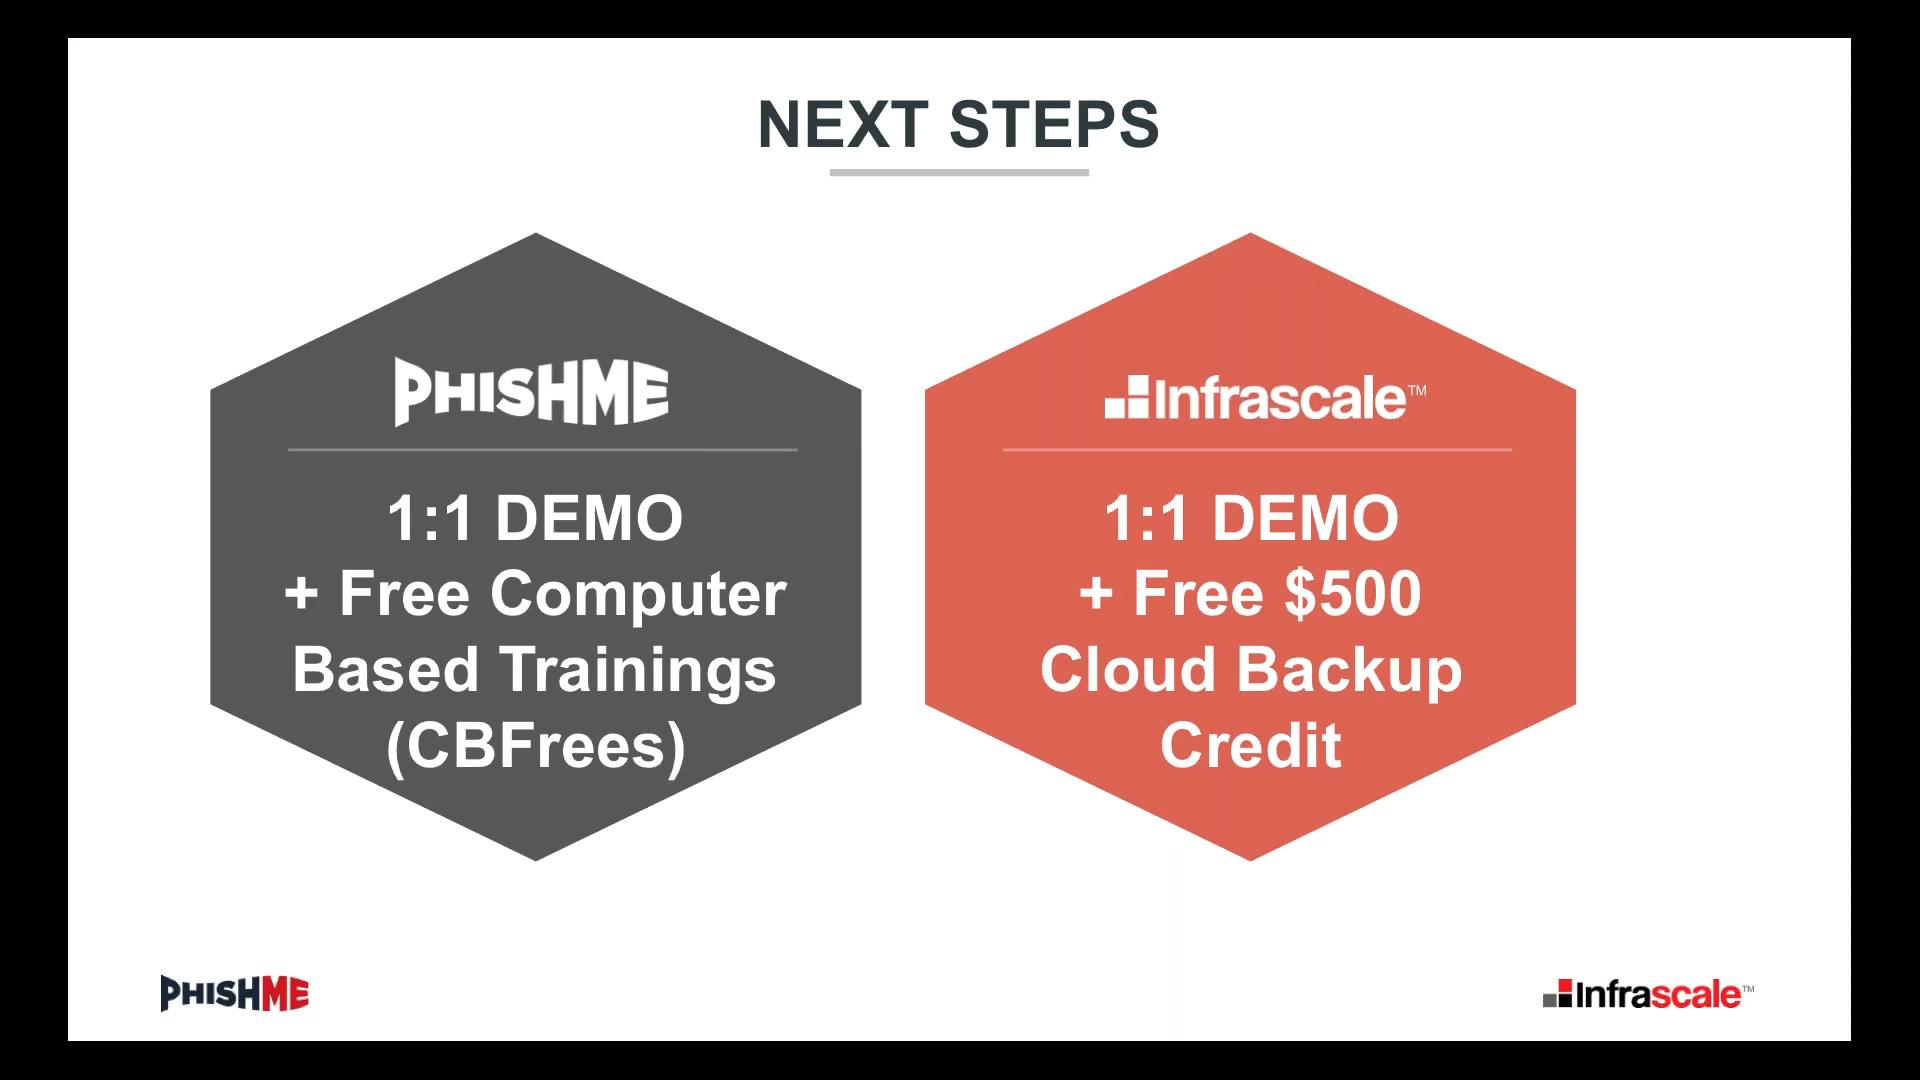 NEXT STEPS
PHISHME
1:1 DEMO
+ Free Computer
Based Trainings
(CBFrees)
Infrascale™
1:1 DEMO
+ Free $500
Cloud Backup
Credit
PHISHME
Infrascale™